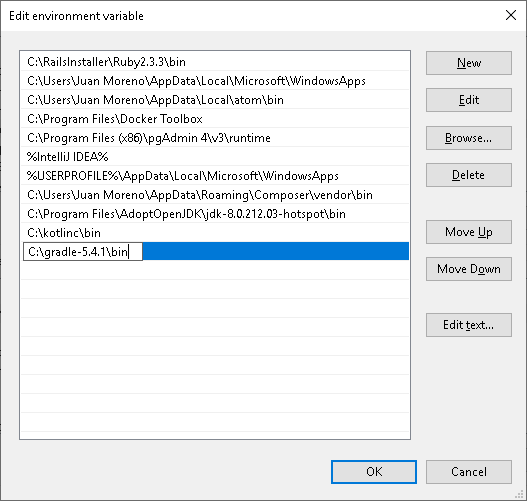 Edit environment variable
C:\RailsInstaller\Ruby2.3.3\bin
C:\Users\Juan Moreno\AppData\Local\Microsoft\WindowsApps
C:\Users\Juan Moreno\AppData\Local\atom\bin
C:\Program Files\Docker Toolbox
C:\Program Files (x86)\pgAdmin 4\v3\runtime
%IntelliJ IDEA%
%USERPROFILE%\AppData\Local\Microsoft\WindowsApps
C:\Users\Juan Moreno\AppData\Roaming\Composer\vendor\bin
C:\Program Files\AdoptOpenJDK\jdk-8.0.212.03-hotspot\bin
C:\kotlinc\bin
C:\gradle-5.4.1\bin
New
Edit
Browse...
Delete
Move Up
Move Down
Edit text...
OK
Cancel